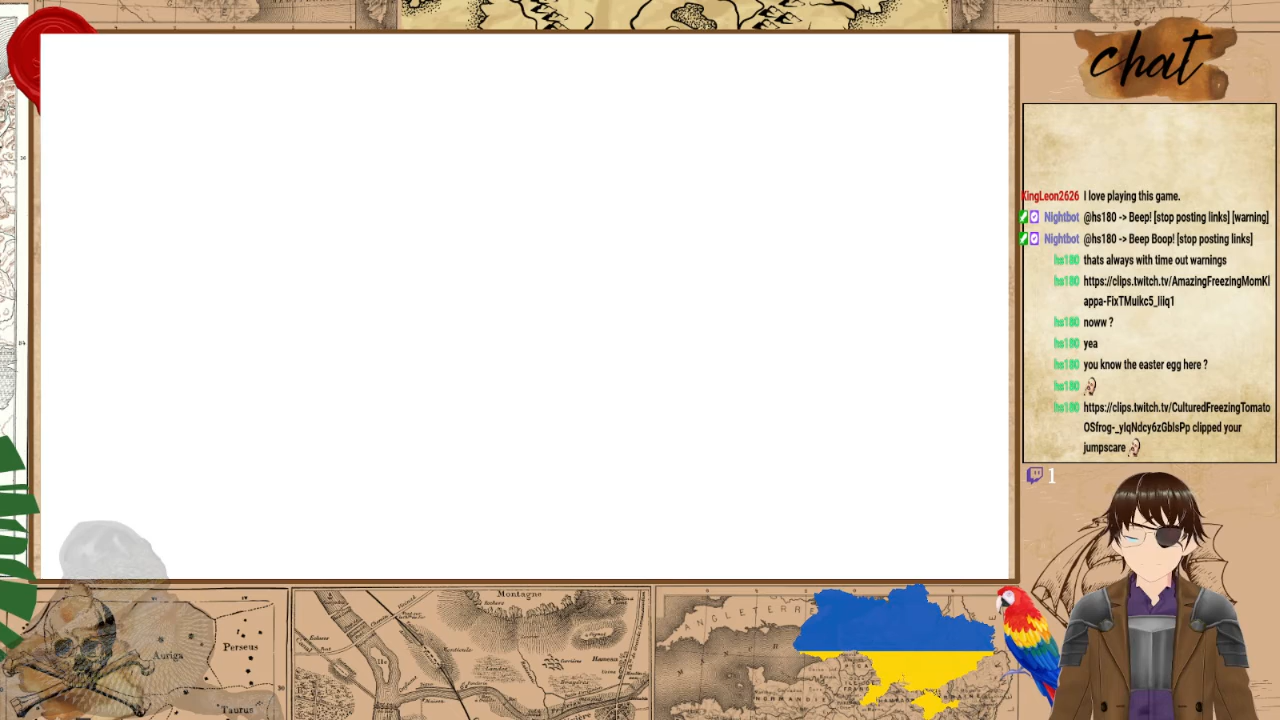 chat
KingLeon2626 I love playing this game.
Nightbot @hs180 -> Beep! [stop posting links] [warning]
Nightbot @hs180 -> Beep Boop! [stop posting links]
hs180 thats always with time out warnings
hs180 https://clips.twitch.tv/AmazingFreezingMomKl
appa-FixTMuikc5_Iiiq1
hs180 noww ?
hs180 yea
hs180 you know the easter egg here ?
hs180
hs180 https://clips.twitch.tv/CulturedFreezingTomato
OSfrog-_yIqNdcy6zGblsPp clipped your
jumpscare
1
Montagne
Auriga
Perseus
Taurus
ANGLETERRE